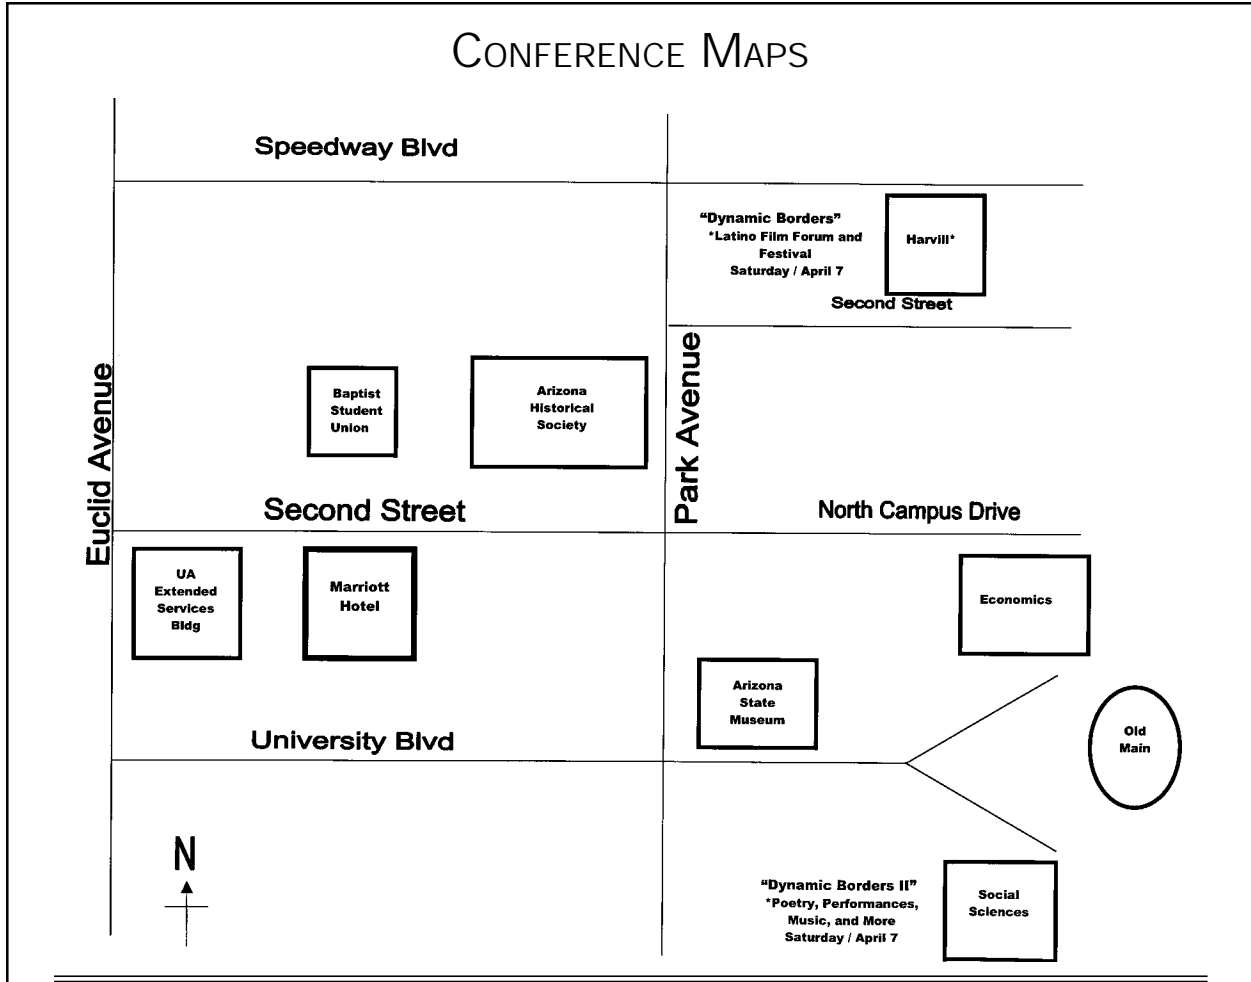 CONFERENCE MAPS
Speedway Blvd
"Dynamic Borders"
*Latino Film Forum and
Festival
Saturday / April 7
Harvill*
Second Street
Euclid Avenue
Park Avenue
Baptist
Student
Union
Arizona
Historical
Society
Second Street
North Campus Drive
UA
Extended
Services
Bldg
Marriott
Hotel
Economics
Arizona
State
Museum
Old
Main
University Blvd
N
"Dynamic Borders II"
*Poetry, Performances,
Music, and More
Saturday / April 7
Social
Sciences